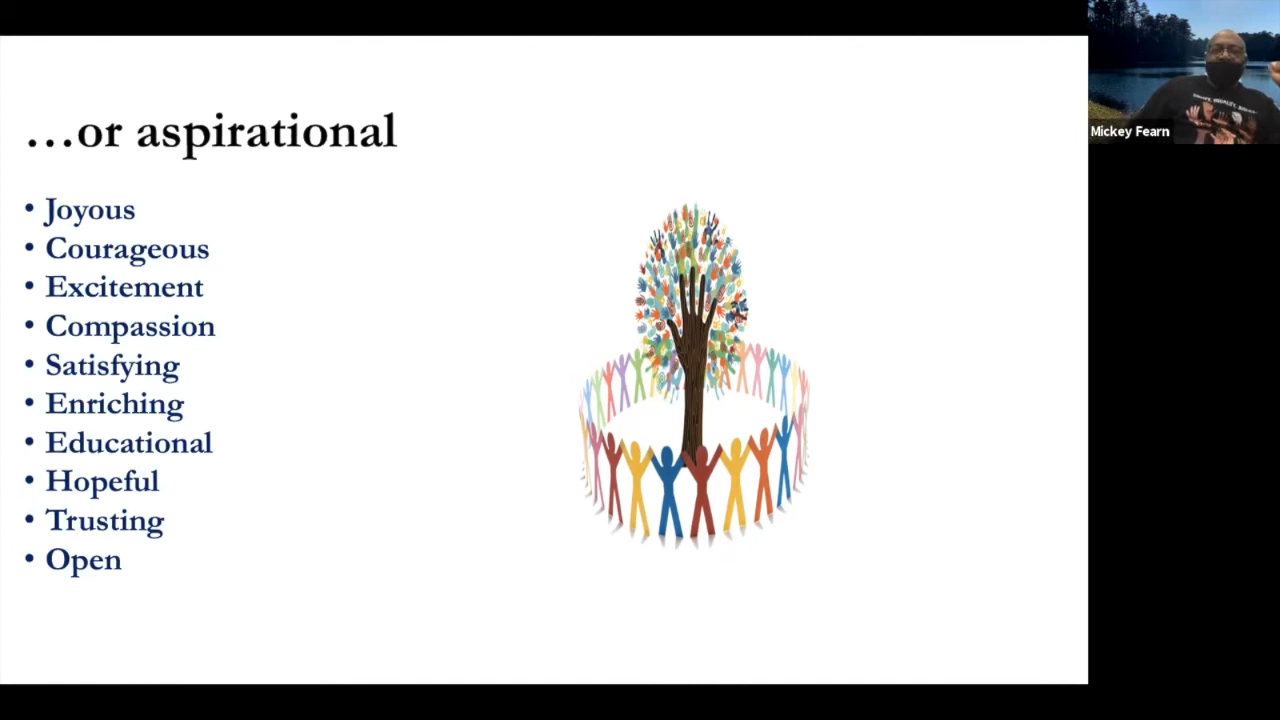 …or aspirational
• Joyous
• Courageous
• Excitement
• Compassion
• Satisfying
• Enriching
• Educational
• Hopeful
• Trusting
• Open
Mickey Fearn